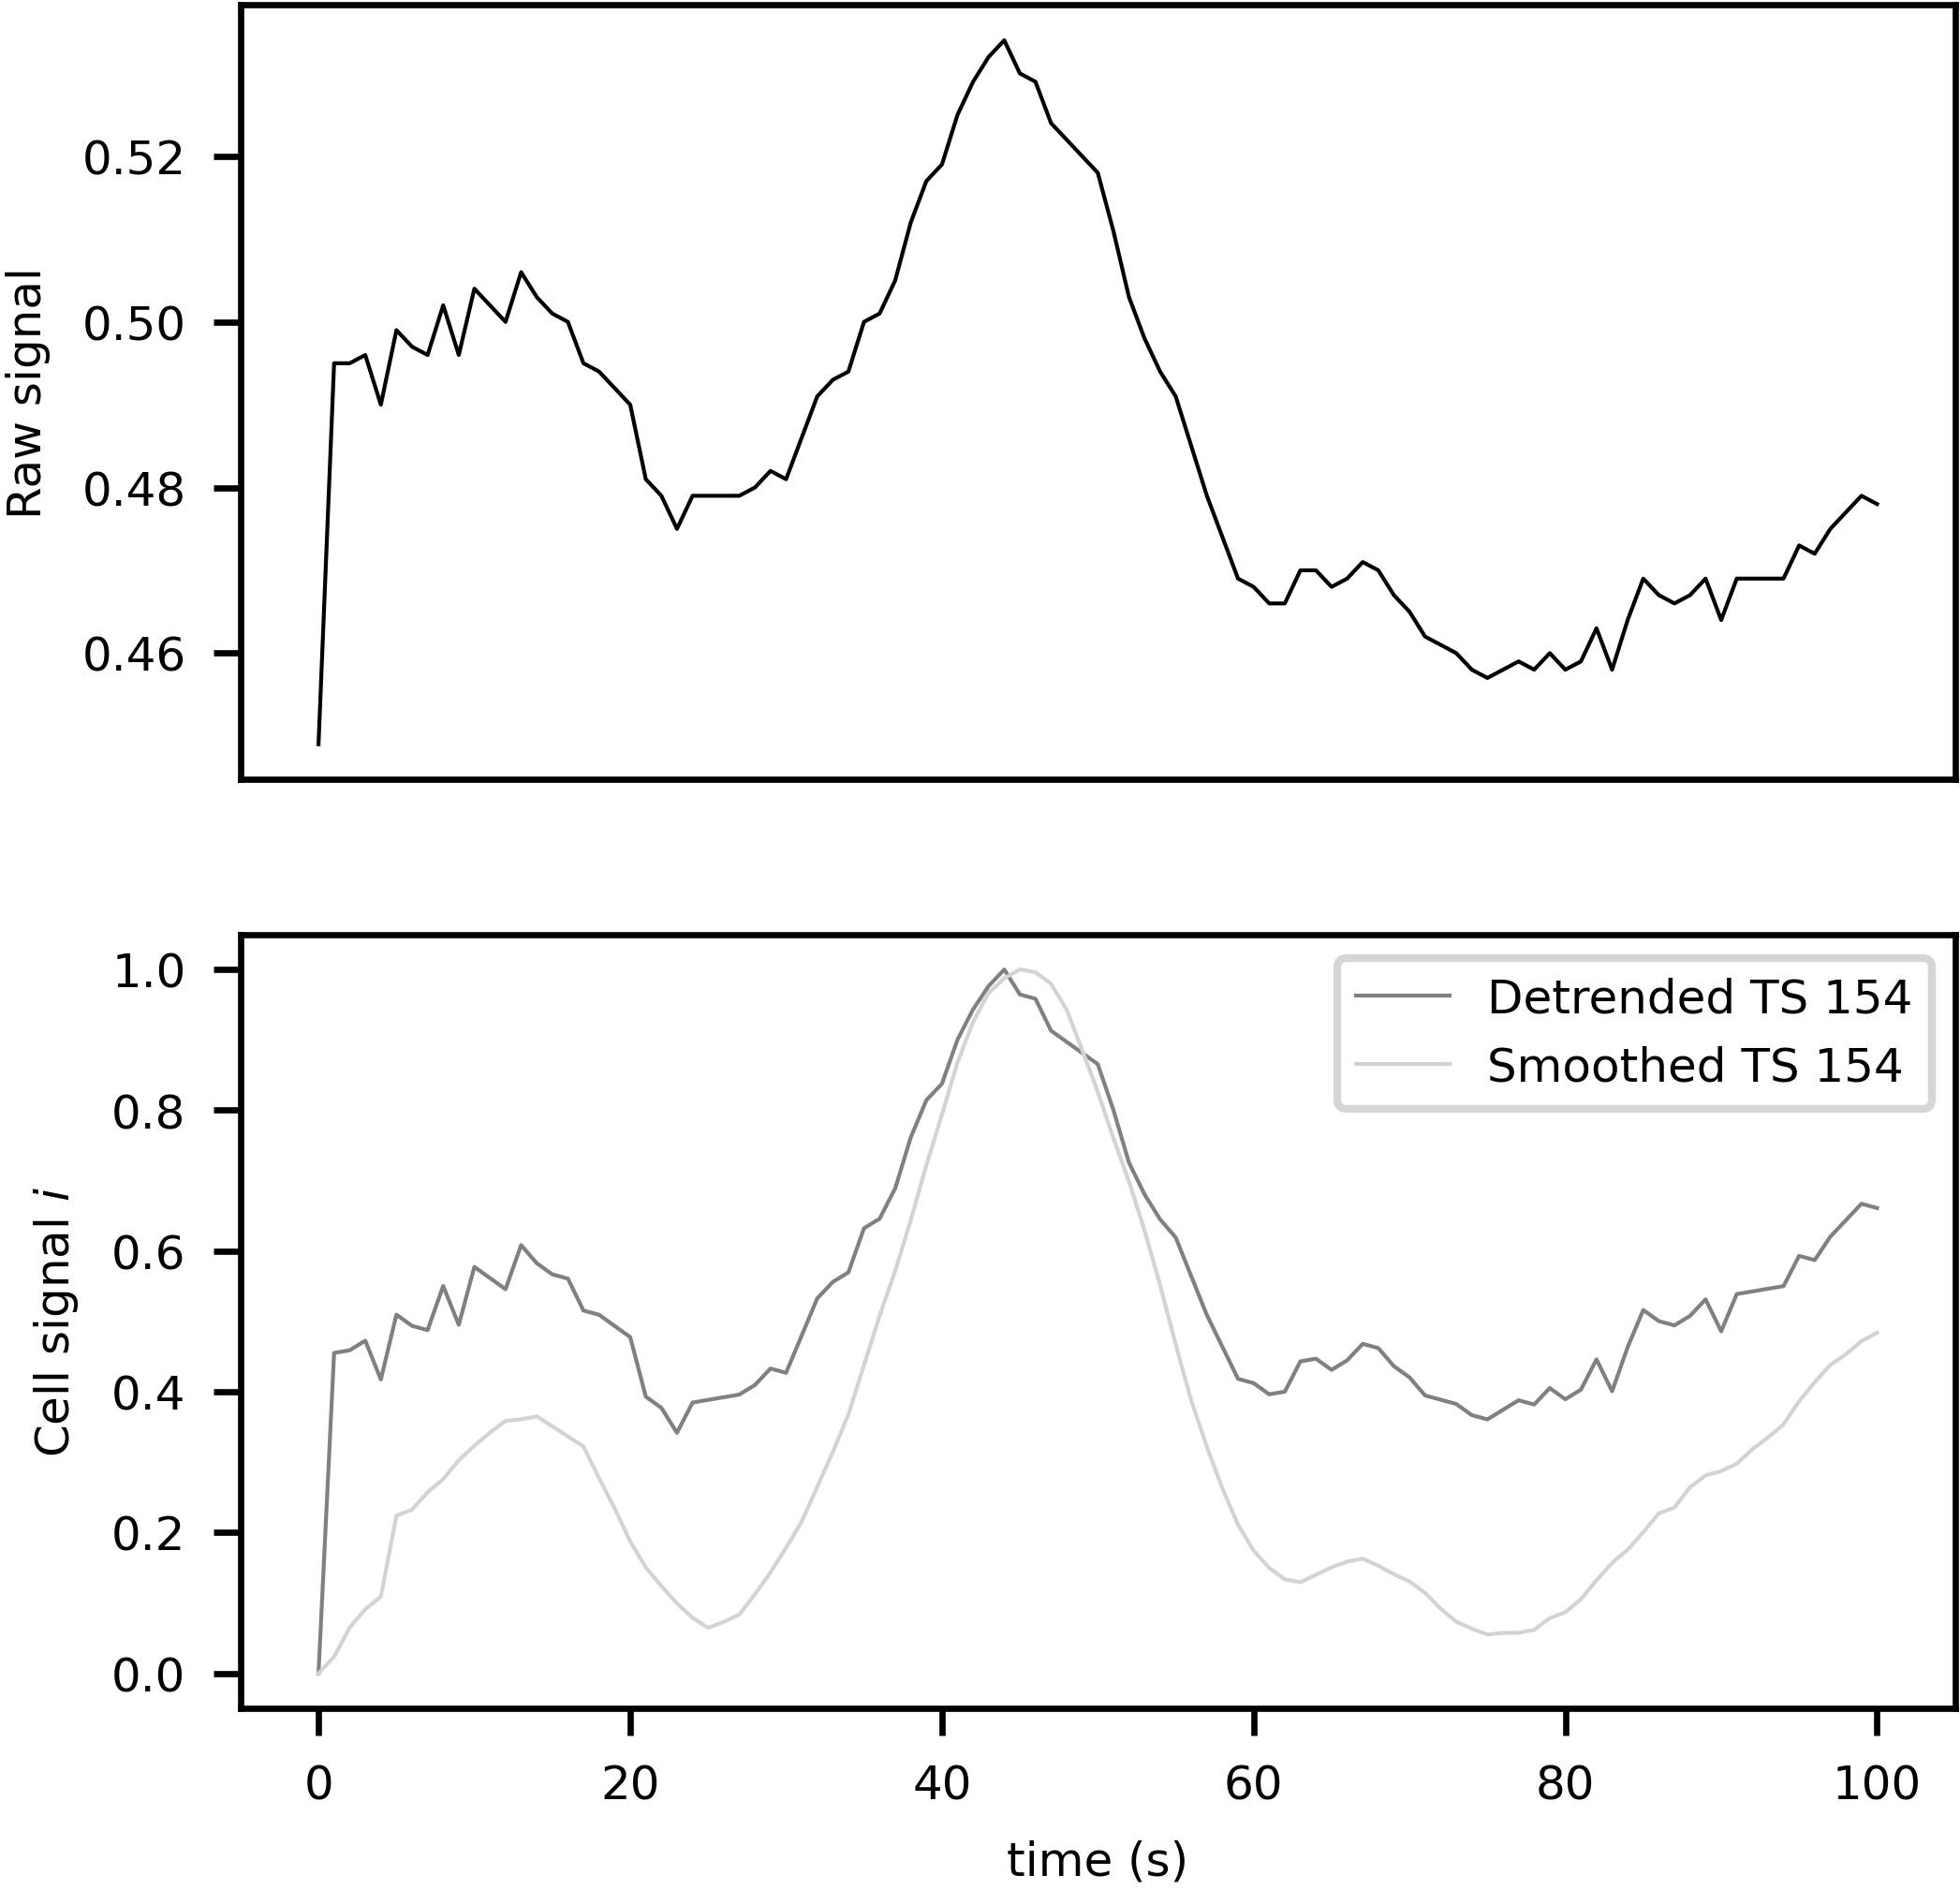 Raw signal
0.52
0.50
0.48
0.46
Cell signal i
1.0
0.8
0.6
0.4
0.2
0.0
Detrended TS 154
Smoothed TS 154
0 20 40 60 80 100
time (s)